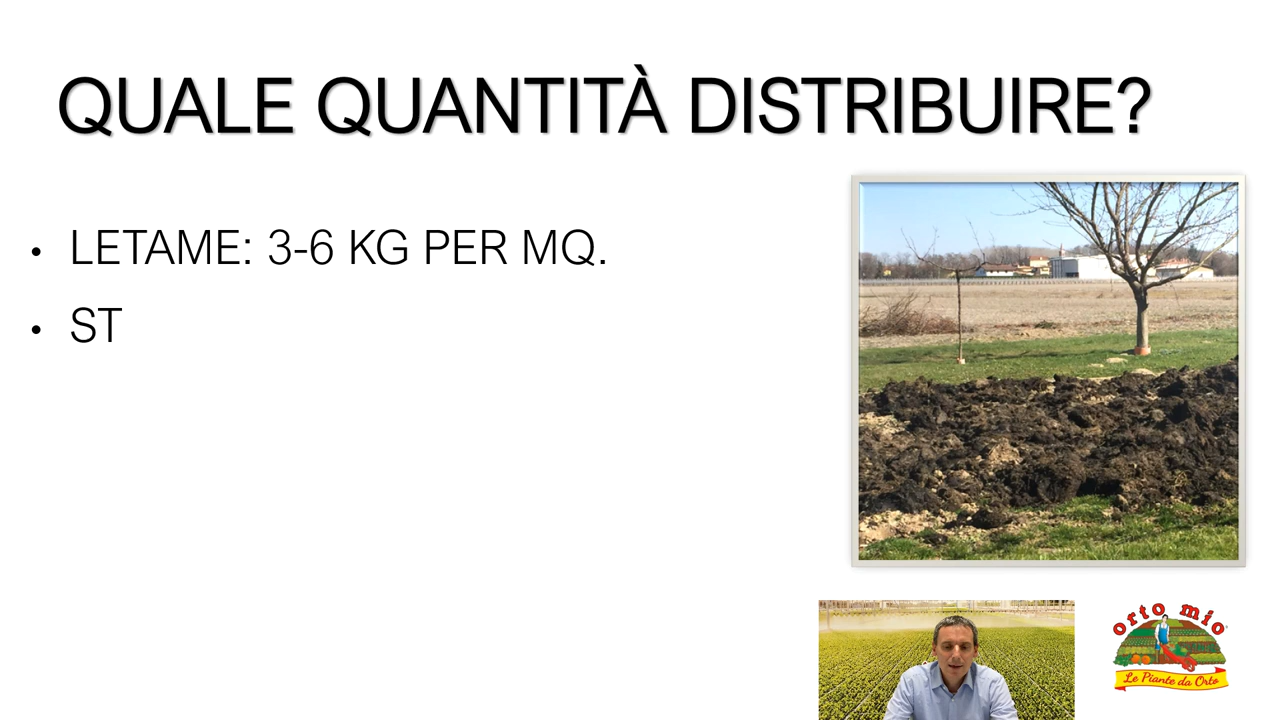 QUALE QUANTITÀ DISTRIBUIRE?
• LETAME: 3-6 KG PER MQ.
• ST
orto mio
Le Piante da Orto